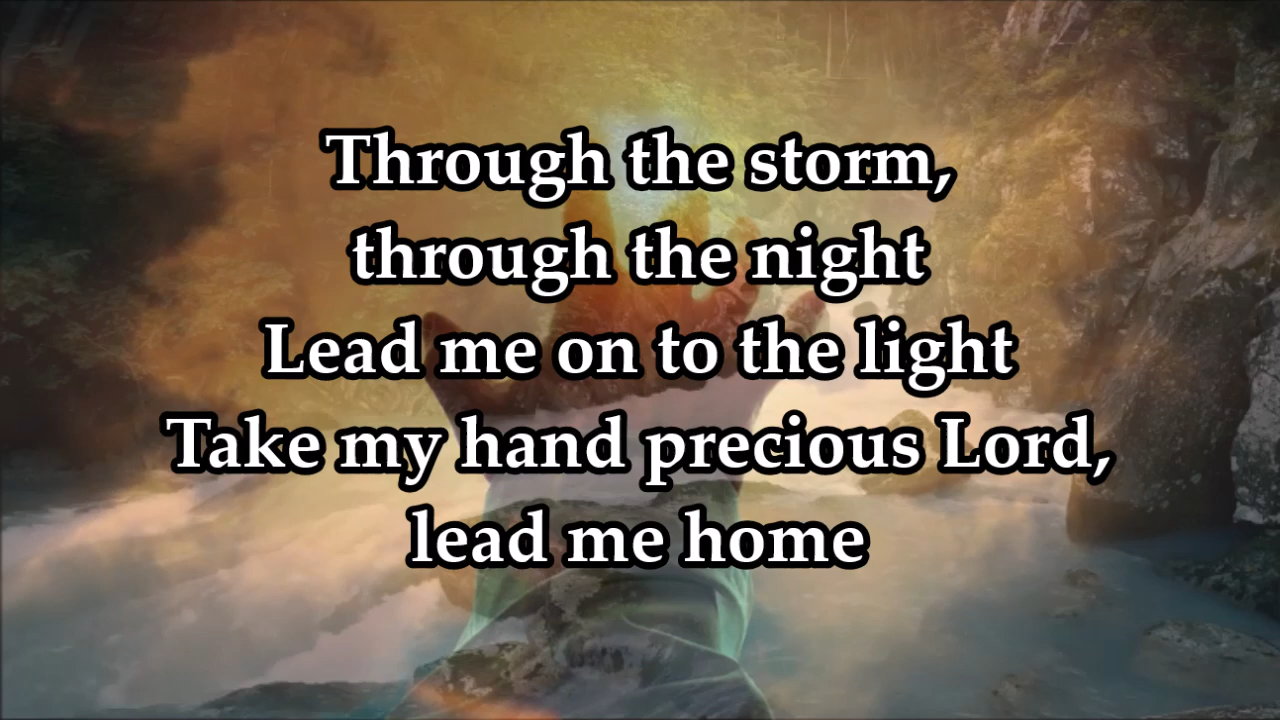 Through the storm,
through the night
Lead me on to the light
Take my hand precious Lord,
lead me home